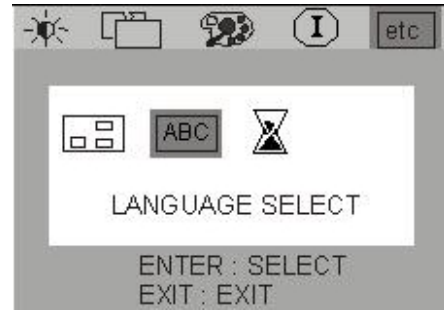 I etc
ABC
LANGUAGE SELECT
ENTER : SELECT
EXIT : EXIT